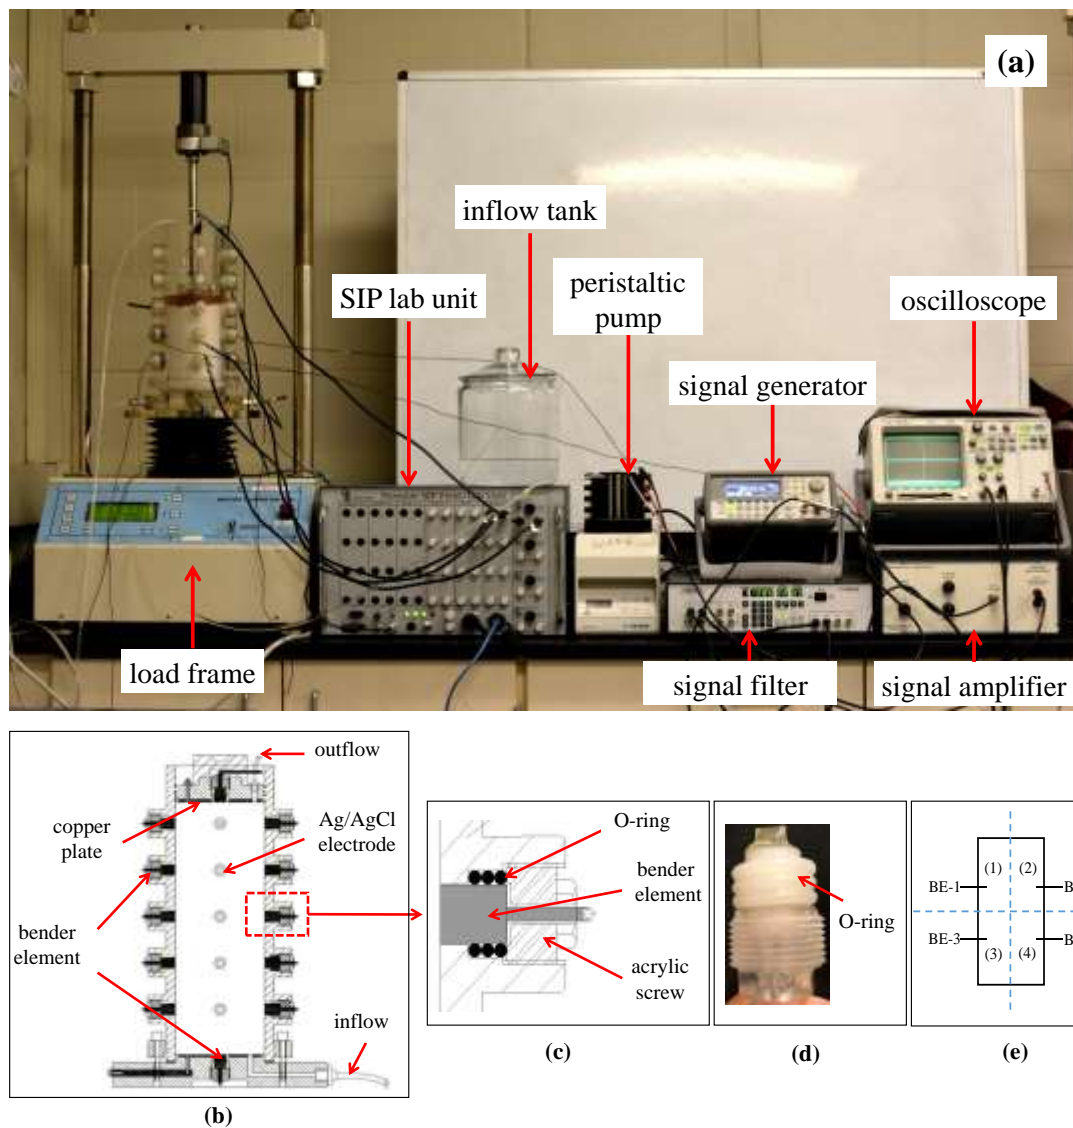 (a)
inflow tank
SIP lab unit
peristaltic
pump
oscilloscope
signal generator
load frame
signal filter
signal amplifier
outflow
copper
plate
Ag/AgCl
electrode
bender
element
inflow
(b)
O-ring
bender
element
acrylic
screw
(c)
O-ring
(d)
(1)
(2)
BE-1
B
BE-3
B
(3)
(4)
(e)